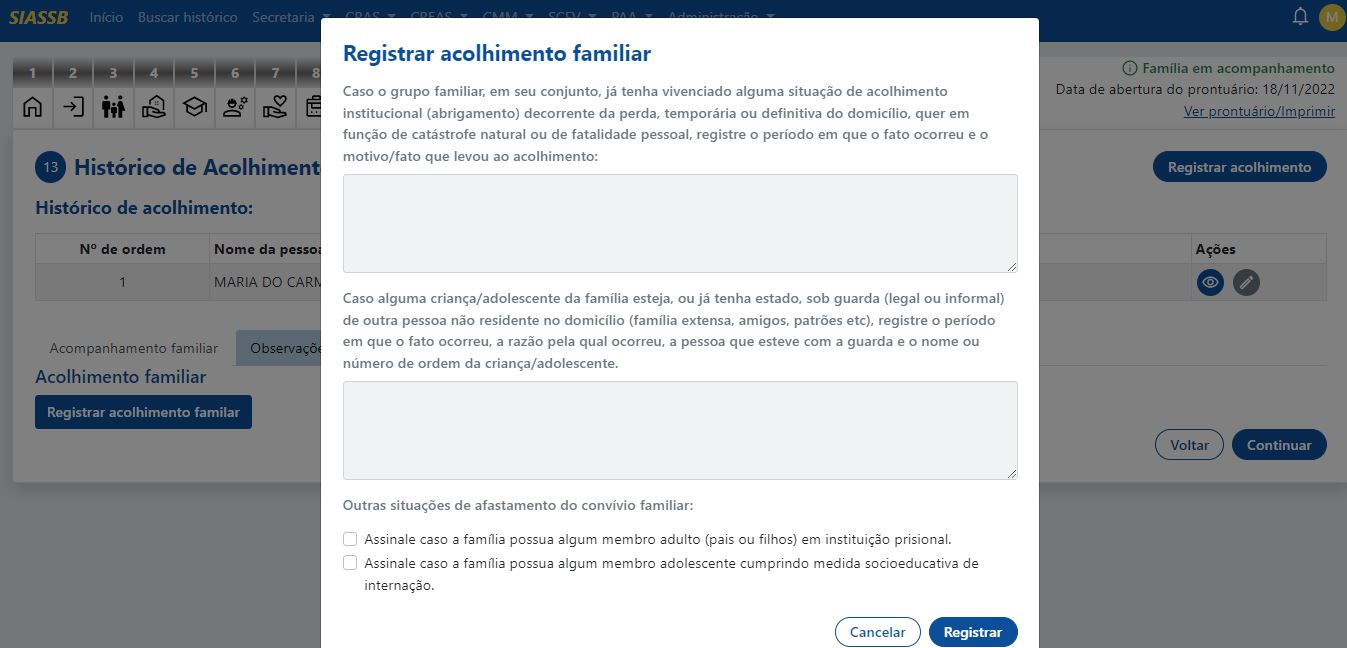 SIASSB Início Buscar histórico Secretaria CRAS CREAS CMM SCFV PAA Administração M
Registrar acolhimento familiar
1 2 3 4 5 6 7 8
Família em acompanhamento
Data de abertura do prontuário: 18/11/2022
Ver prontuário/Imprimir
Caso o grupo familiar, em seu conjunto, já tenha vivenciado alguma situação de acolhimento
institucional (abrigamento) decorrente da perda, temporária ou definitiva do domicílio, quer em
função de catástrofe natural ou de fatalidade pessoal, registre o período em que o fato ocorreu e o
motivo/fato que levou ao acolhimento:
13 Histórico de Acolhiment
Registrar acolhimento
Histórico de acolhimento:
Nº de ordem Nome da pessoa Ações
1 MARIA DO CARM
Caso alguma criança/adolescente da família esteja, ou já tenha estado, sob guarda (legal ou informal)
de outra pessoa não residente no domicílio (família extensa, amigos, patrões etc), registre o período
em que o fato ocorreu, a razão pela qual ocorreu, a pessoa que esteve com a guarda e o nome ou
número de ordem da criança/adolescente.
Acompanhamento familiar Observaçõe
Acolhimento familiar
Registrar acolhimento familar
Voltar Continuar
Outras situações de afastamento do convívio familiar:
Assinale caso a família possua algum membro adulto (pais ou filhos) em instituição prisional.
Assinale caso a família possua algum membro adolescente cumprindo medida socioeducativa de
internação.
Cancelar Registrar